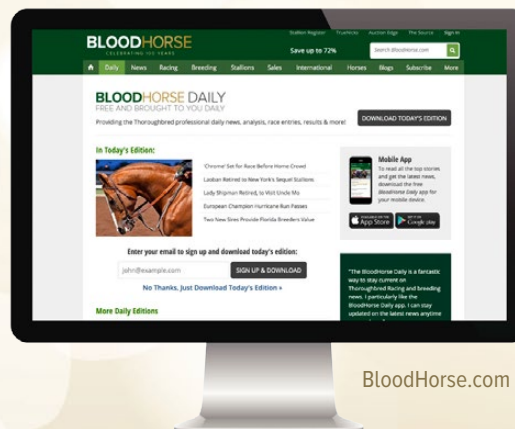 Stallion Register TrueNicks Auction Edge The Source Sign In
BLOODHORSE
CELEBRATING 100 YEARS
Save up to 72%
Search BloodHorse.com
Daily News Racing Breeding Stallions Sales International Horses Blogs Subscribe More
BLOODHORSE DAILY
FREE AND BROUGHT TO YOU DAILY
Providing the Thoroughbred professional daily news, analysis, race entries, results & more!
DOWNLOAD TODAY'S EDITION
In Today's Edition:
'Chrome' Set for Race Before Home Crowd
Laoban Retired to New York's Sequel Stallions
Lady Shipman Retired, to Visit Uncle Mo
European Champion Hurricane Run Passes
Two New Sires Provide Florida Breeders Value
Mobile App
To read all the top stories
and get the latest news,
download the free
BloodHorse Daily app for
your mobile device.
App Store
Google play
Enter your email to sign up and download today's edition:
john@example.com
SIGN UP & DOWNLOAD
No Thanks, Just Download Today's Edition »
"The BloodHorse Daily is a fantastic
way to stay current on
Thoroughbred Racing and breeding
news. I particularly like the
BloodHorse Daily app. I can stay
updated on the latest news anytime
More Daily Editions
BloodHorse.com